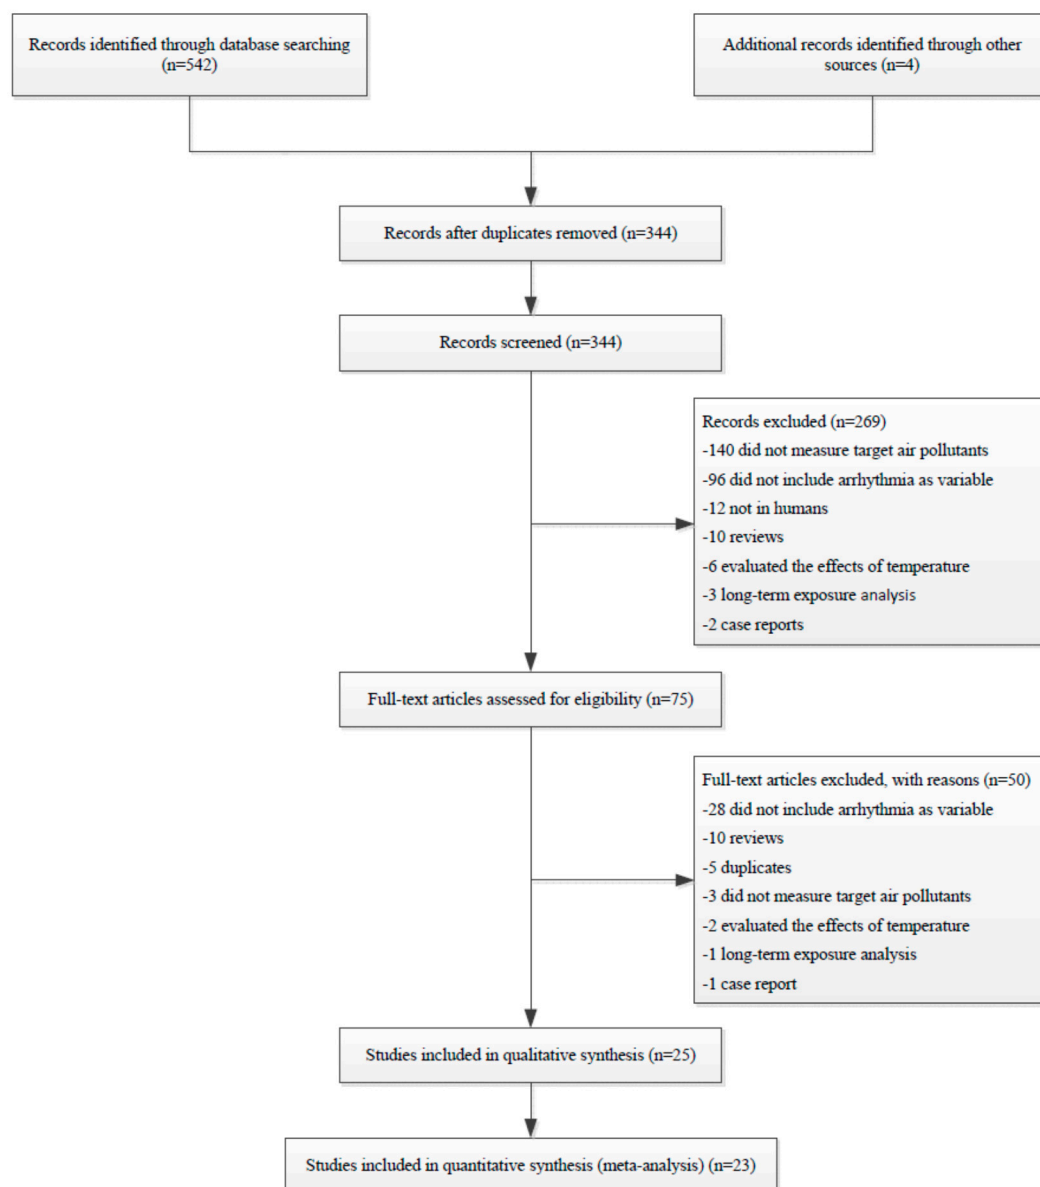 Records identified through database searching
(n=542)
Additional records identified through other
sources (n=4)
Records after duplicates removed (n=344)
Records screened (n=344)
Records excluded (n=269)
-140 did not measure target air pollutants
-96 did not include arrhythmia as variable
-12 not in humans
-10 reviews
-6 evaluated the effects of temperature
-3 long-term exposure analysis
-2 case reports
Full-text articles assessed for eligibility (n=75)
Full-text articles excluded, with reasons (n=50)
-28 did not include arrhythmia as variable
-10 reviews
-5 duplicates
-3 did not measure target air pollutants
-2 evaluated the effects of temperature
-1 long-term exposure analysis
-1 case report
Studies included in qualitative synthesis (n=25)
Studies included in quantitative synthesis (meta-analysis) (n=23)